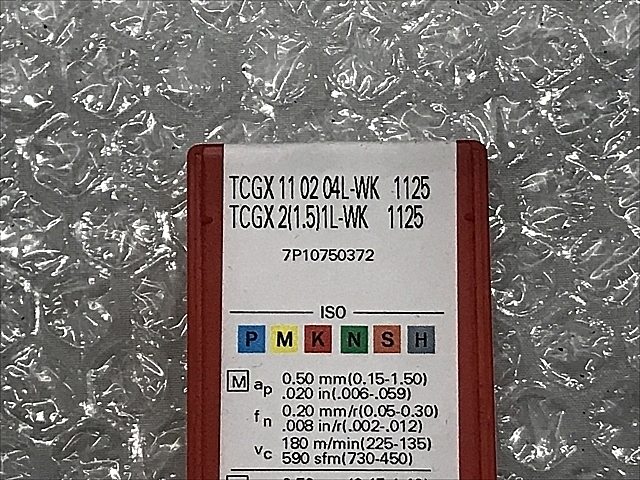 TCGX 11 02 04L-WK 1125
TCGX 2(1.5)1L-WK 1125
7P10750372
ISO
P M K N S H
M ap 0.50 mm(0.15-1.50)
.020 in(.006-.059)
fn 0.20 mm/r(0.05-0.30)
.008 in/r(.002-.012)
vc 180 m/min(225-135)
590 sfm(730-450)